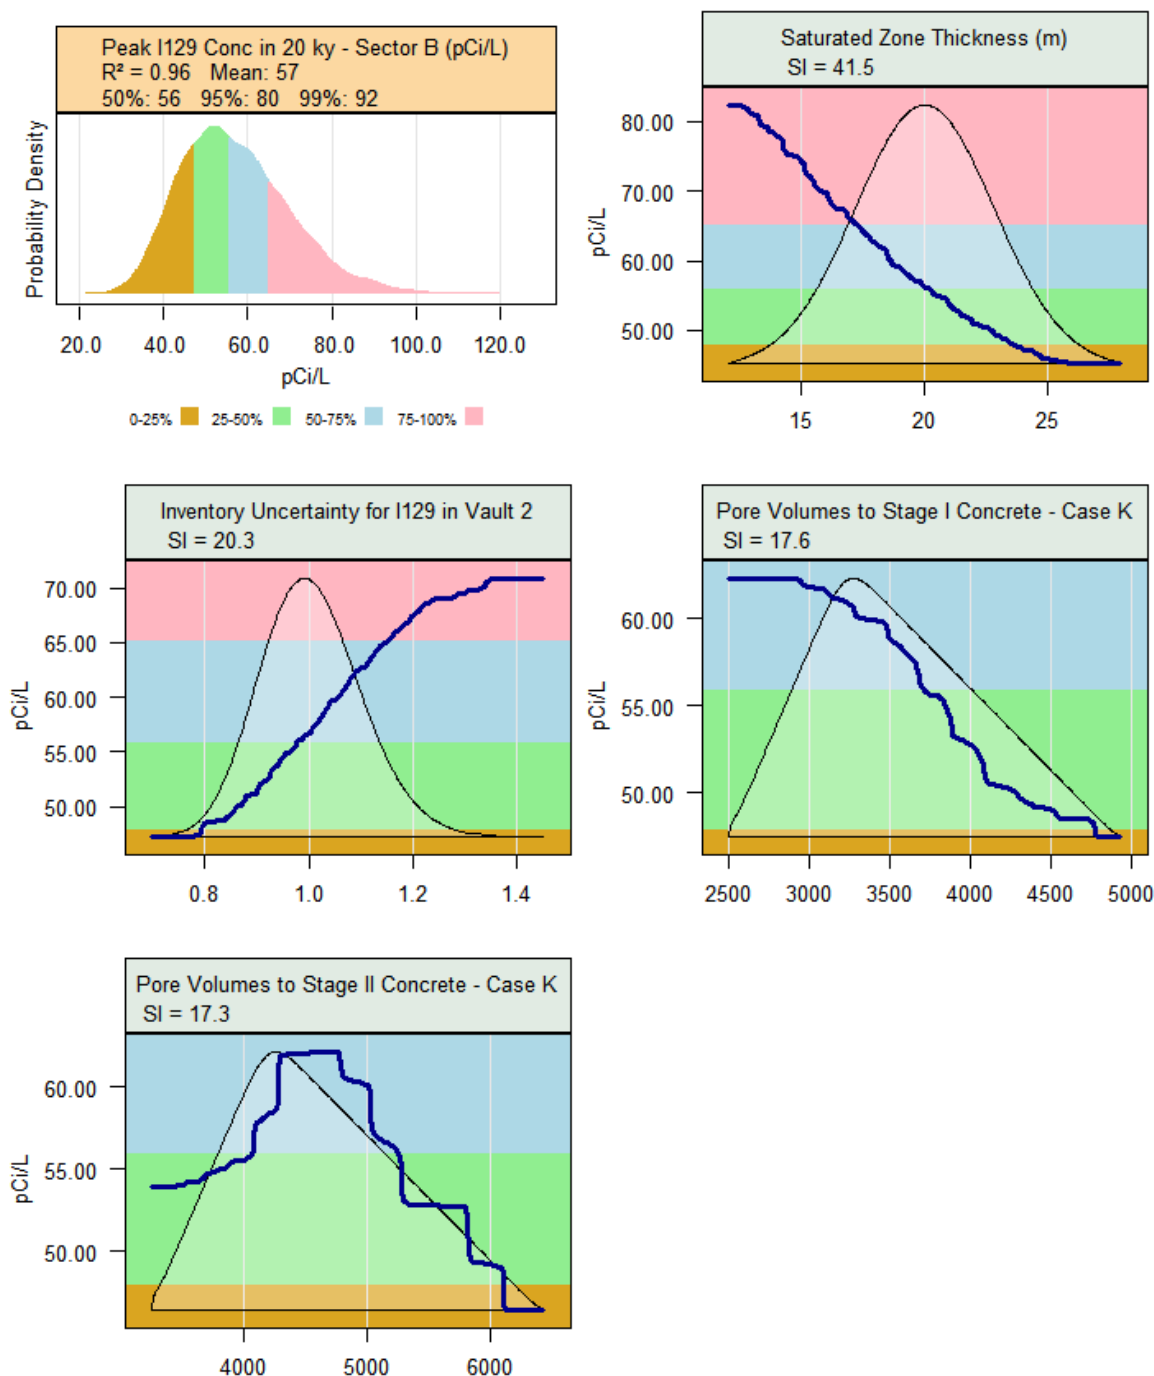 Peak I129 Conc in 20 ky - Sector B (pCi/L)
R² = 0.96 Mean: 57
50%: 56 95%: 80 99%: 92
Probability Density
20.0 40.0 60.0 80.0 100.0 120.0
pCi/L
0-25% 25-50% 50-75% 75-100%
Saturated Zone Thickness (m)
SI = 41.5
80.00
70.00
60.00
50.00
pCi/L
15 20 25
Inventory Uncertainty for I129 in Vault 2
SI = 20.3
70.00
65.00
60.00
55.00
50.00
pCi/L
0.8 1.0 1.2 1.4
Pore Volumes to Stage I Concrete - Case K
SI = 17.6
60.00
55.00
50.00
pCi/L
2500 3000 3500 4000 4500 5000
Pore Volumes to Stage II Concrete - Case K
SI = 17.3
60.00
55.00
50.00
pCi/L
4000 5000 6000